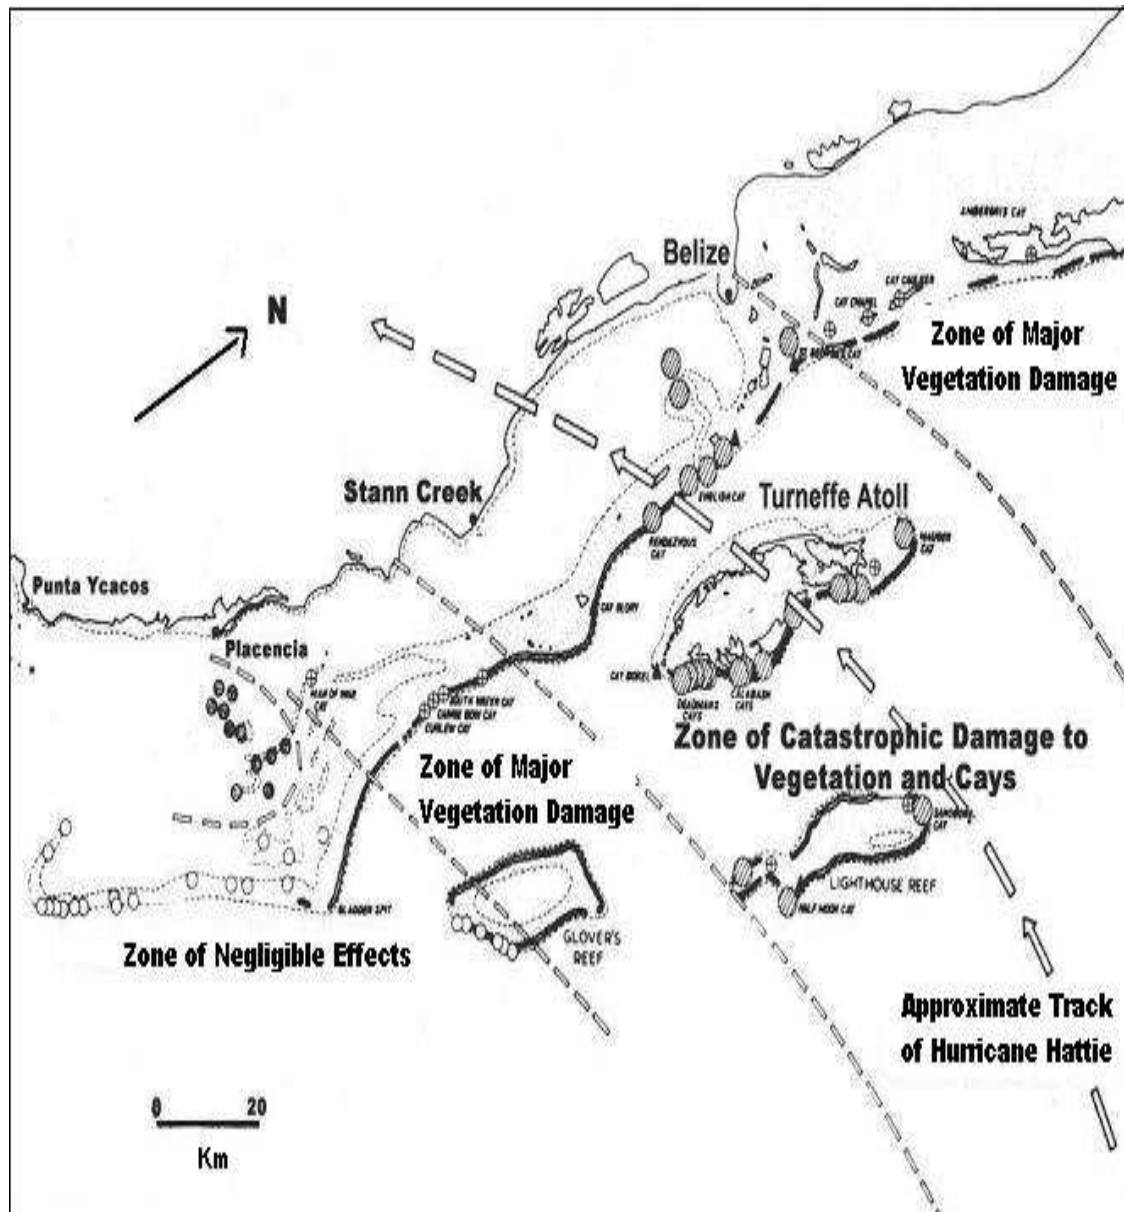 AMBERGRIS CAY
Belize
CAY CAULKER
CAY CHAPEL
N
Zone of Major
Vegetation Damage
Stann Creek
ENGLISH CAY
Turneffe Atoll
RENDEZVOUS
CAY
MAUGER
CAY
Punta Ycacos
CAY GLORY
Placencia
MAN OF WAR
CAY
CAY BOKEL
SOUTH WATER CAY
CARRIE BOW CAY
CURLEW CAY
DEADMANS
CAYS
CALABASH
CAYS
Zone of Catastrophic Damage to
Vegetation and Cays
Zone of Major
Vegetation Damage
SANDBORE
CAY
LIGHTHOUSE REEF
HALF MOON CAY
GLADDEN SPIT
GLOVER'S
REEF
Zone of Negligible Effects
Approximate Track
of Hurricane Hattie
0 20
Km